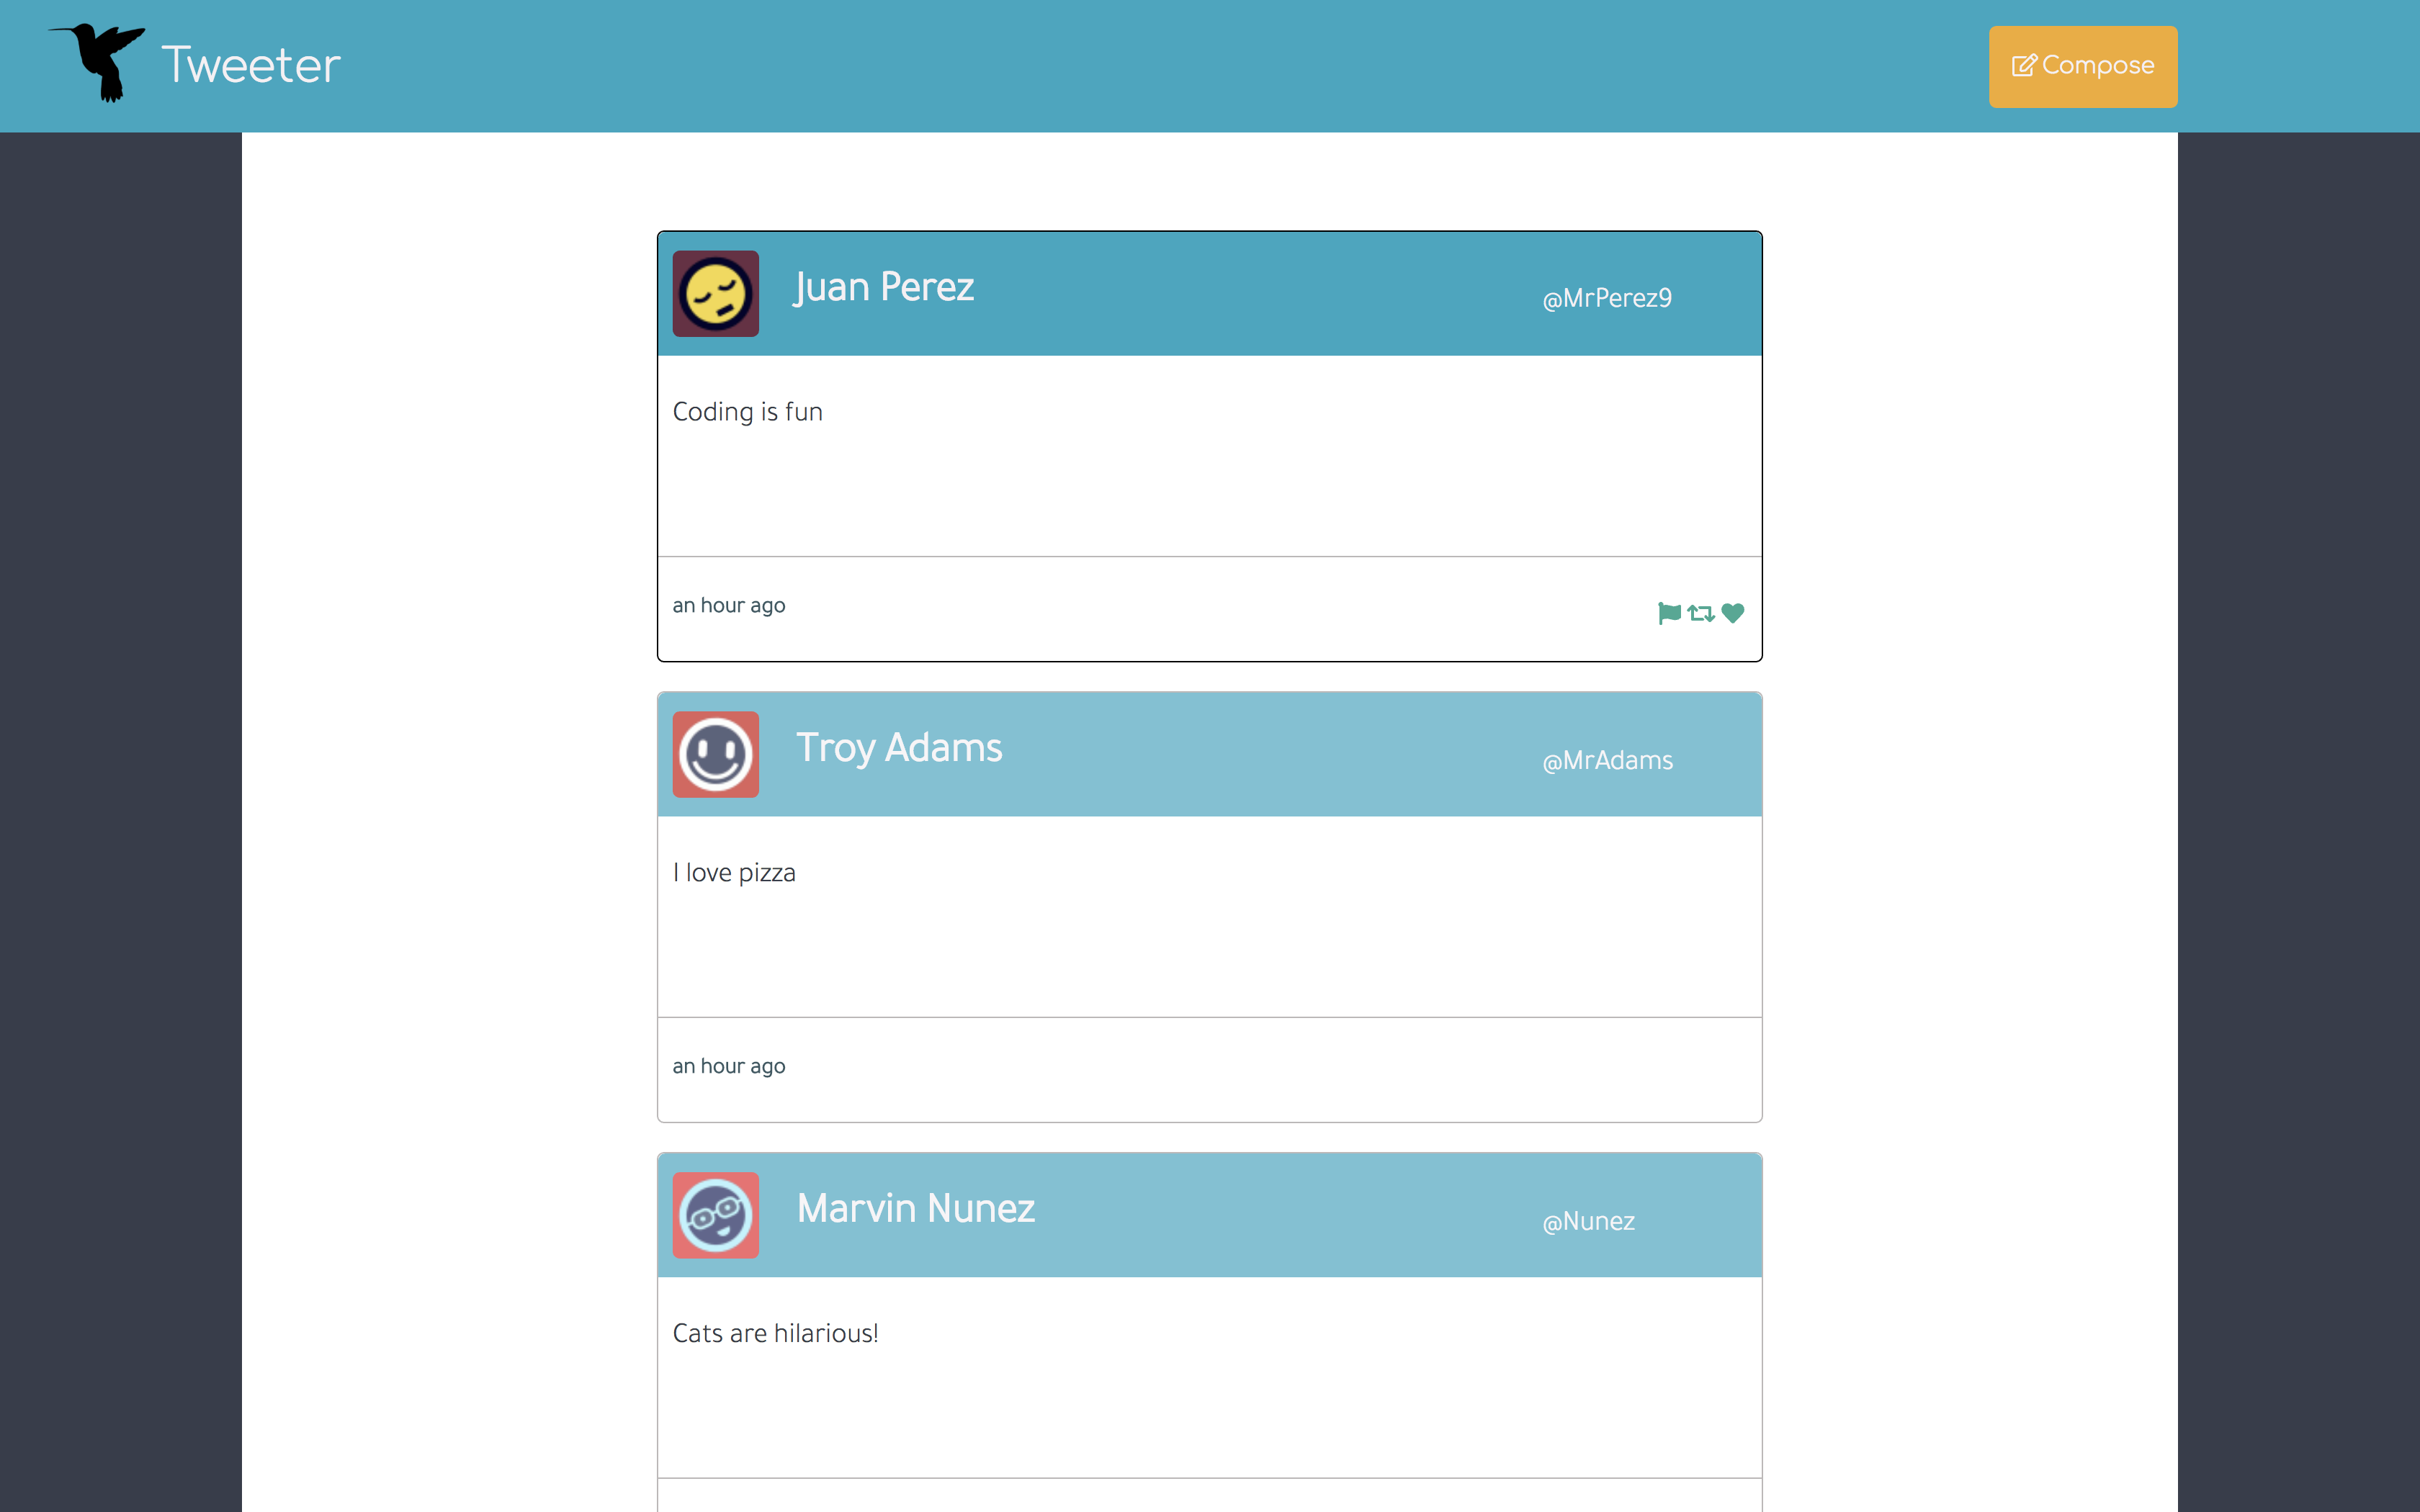 Tweeter
Compose
Juan Perez
@MrPerez9
Coding is fun
an hour ago
Troy Adams
@MrAdams
I love pizza
an hour ago
Marvin Nunez
@Nunez
Cats are hilarious!